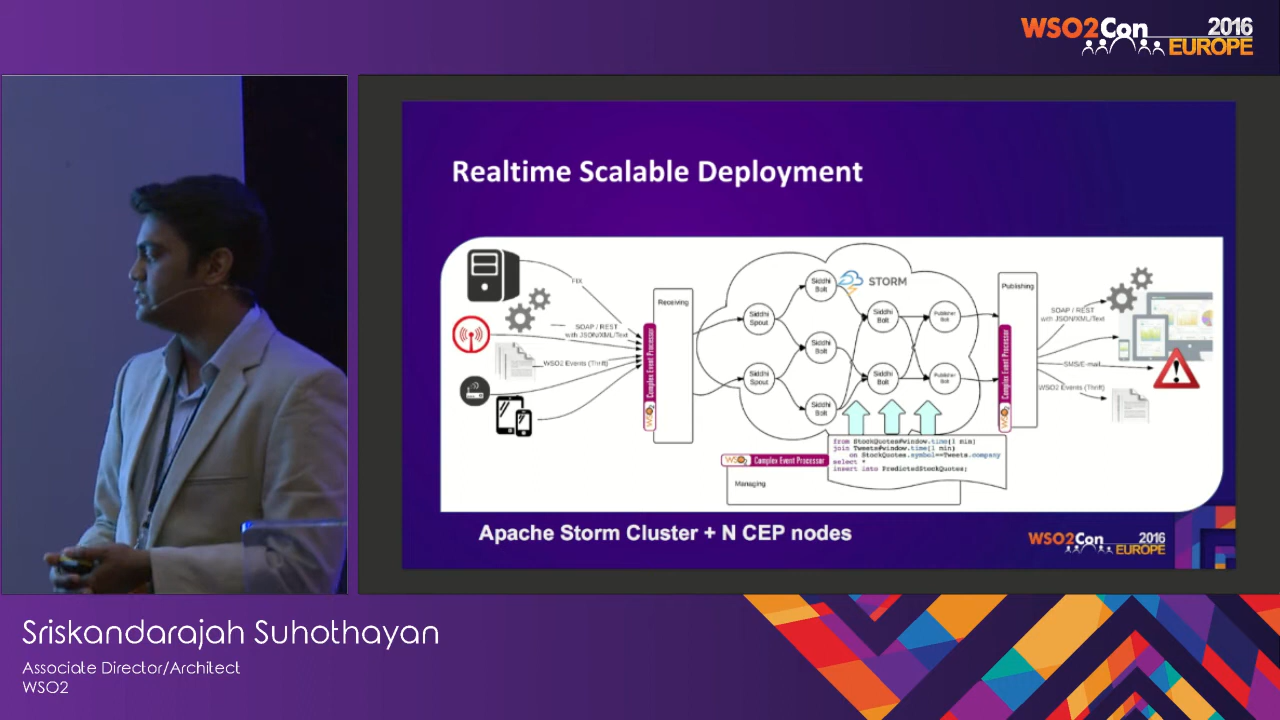 WSO2Con 2016
EUROPE
Realtime Scalable Deployment
FIX
SOAP / REST
with JSON/XML/Text
WSO2 Events (Thrift)
Receiving
WSO2 Complex Event Processor
Siddhi
Spout
Siddhi
Spout
Siddhi
Bolt
Siddhi
Bolt
Siddhi
Bolt
STORM
Siddhi
Bolt
Siddhi
Bolt
Publisher
Bolt
Publisher
Bolt
Publishing
WSO2 Complex Event Processor
SOAP / REST
with JSON/XML/Text
SMS/E-mail
WSO2 Events (Thrift)
from StockQuotes#window.time(1 min)
join Tweets#window.time(1 min)
on StockQuotes.symbol==Tweets.company
select *
insert into PredictedStockQuotes;
WSO2 Complex Event Processor
Managing
Apache Storm Cluster + N CEP nodes
WSO2Con 2016
EUROPE
Sriskandarajah Suhothayan
Associate Director/Architect
WSO2